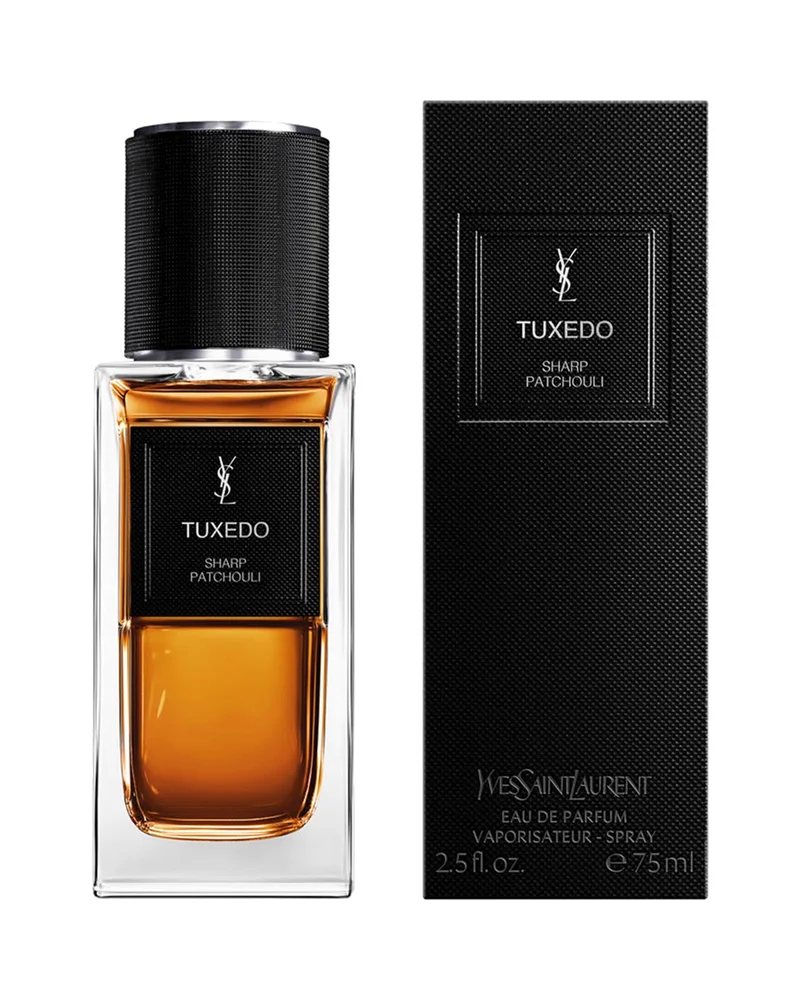 YSL
TUXEDO
SHARP
PATCHOULI
YSL
TUXEDO
SHARP
PATCHOULI
YVESSAINTLAURENT
EAU DE PARFUM
VAPORISATEUR - SPRAY
2.5 fl. oz. ℮ 75 ml